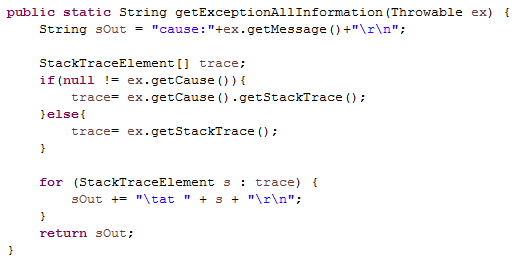 public static String getExceptionAllInformation(Throwable ex) {
    String sOut = "cause:"+ex.getMessage()+"\r\n";
    StackTraceElement[] trace;
    if(null != ex.getCause()){
        trace= ex.getCause().getStackTrace();
    }else{
        trace= ex.getStackTrace();
    }
    for (StackTraceElement s : trace) {
        sOut += "\tat " + s + "\r\n";
    }
    return sOut;
}